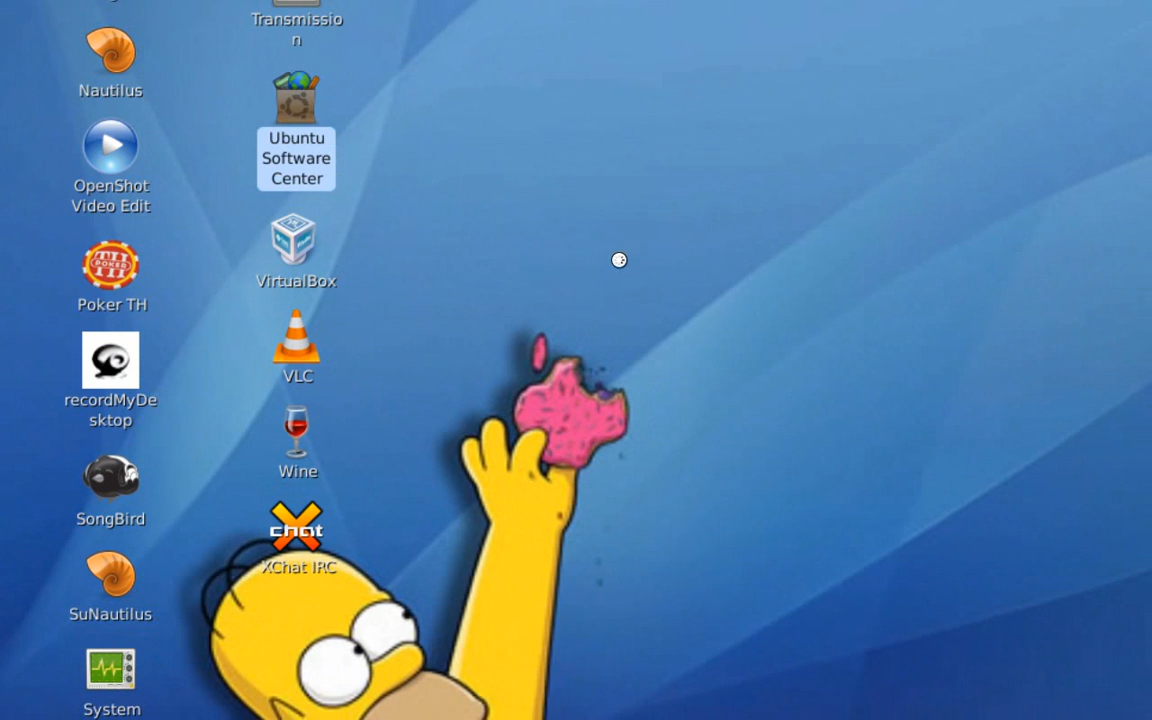 Nautilus
OpenShot
Video Edit
Poker TH
recordMyDe
sktop
SongBird
SuNautilus
System
Transmissio
n
Ubuntu
Software
Center
VirtualBox
VLC
Wine
chat
XChat IRC